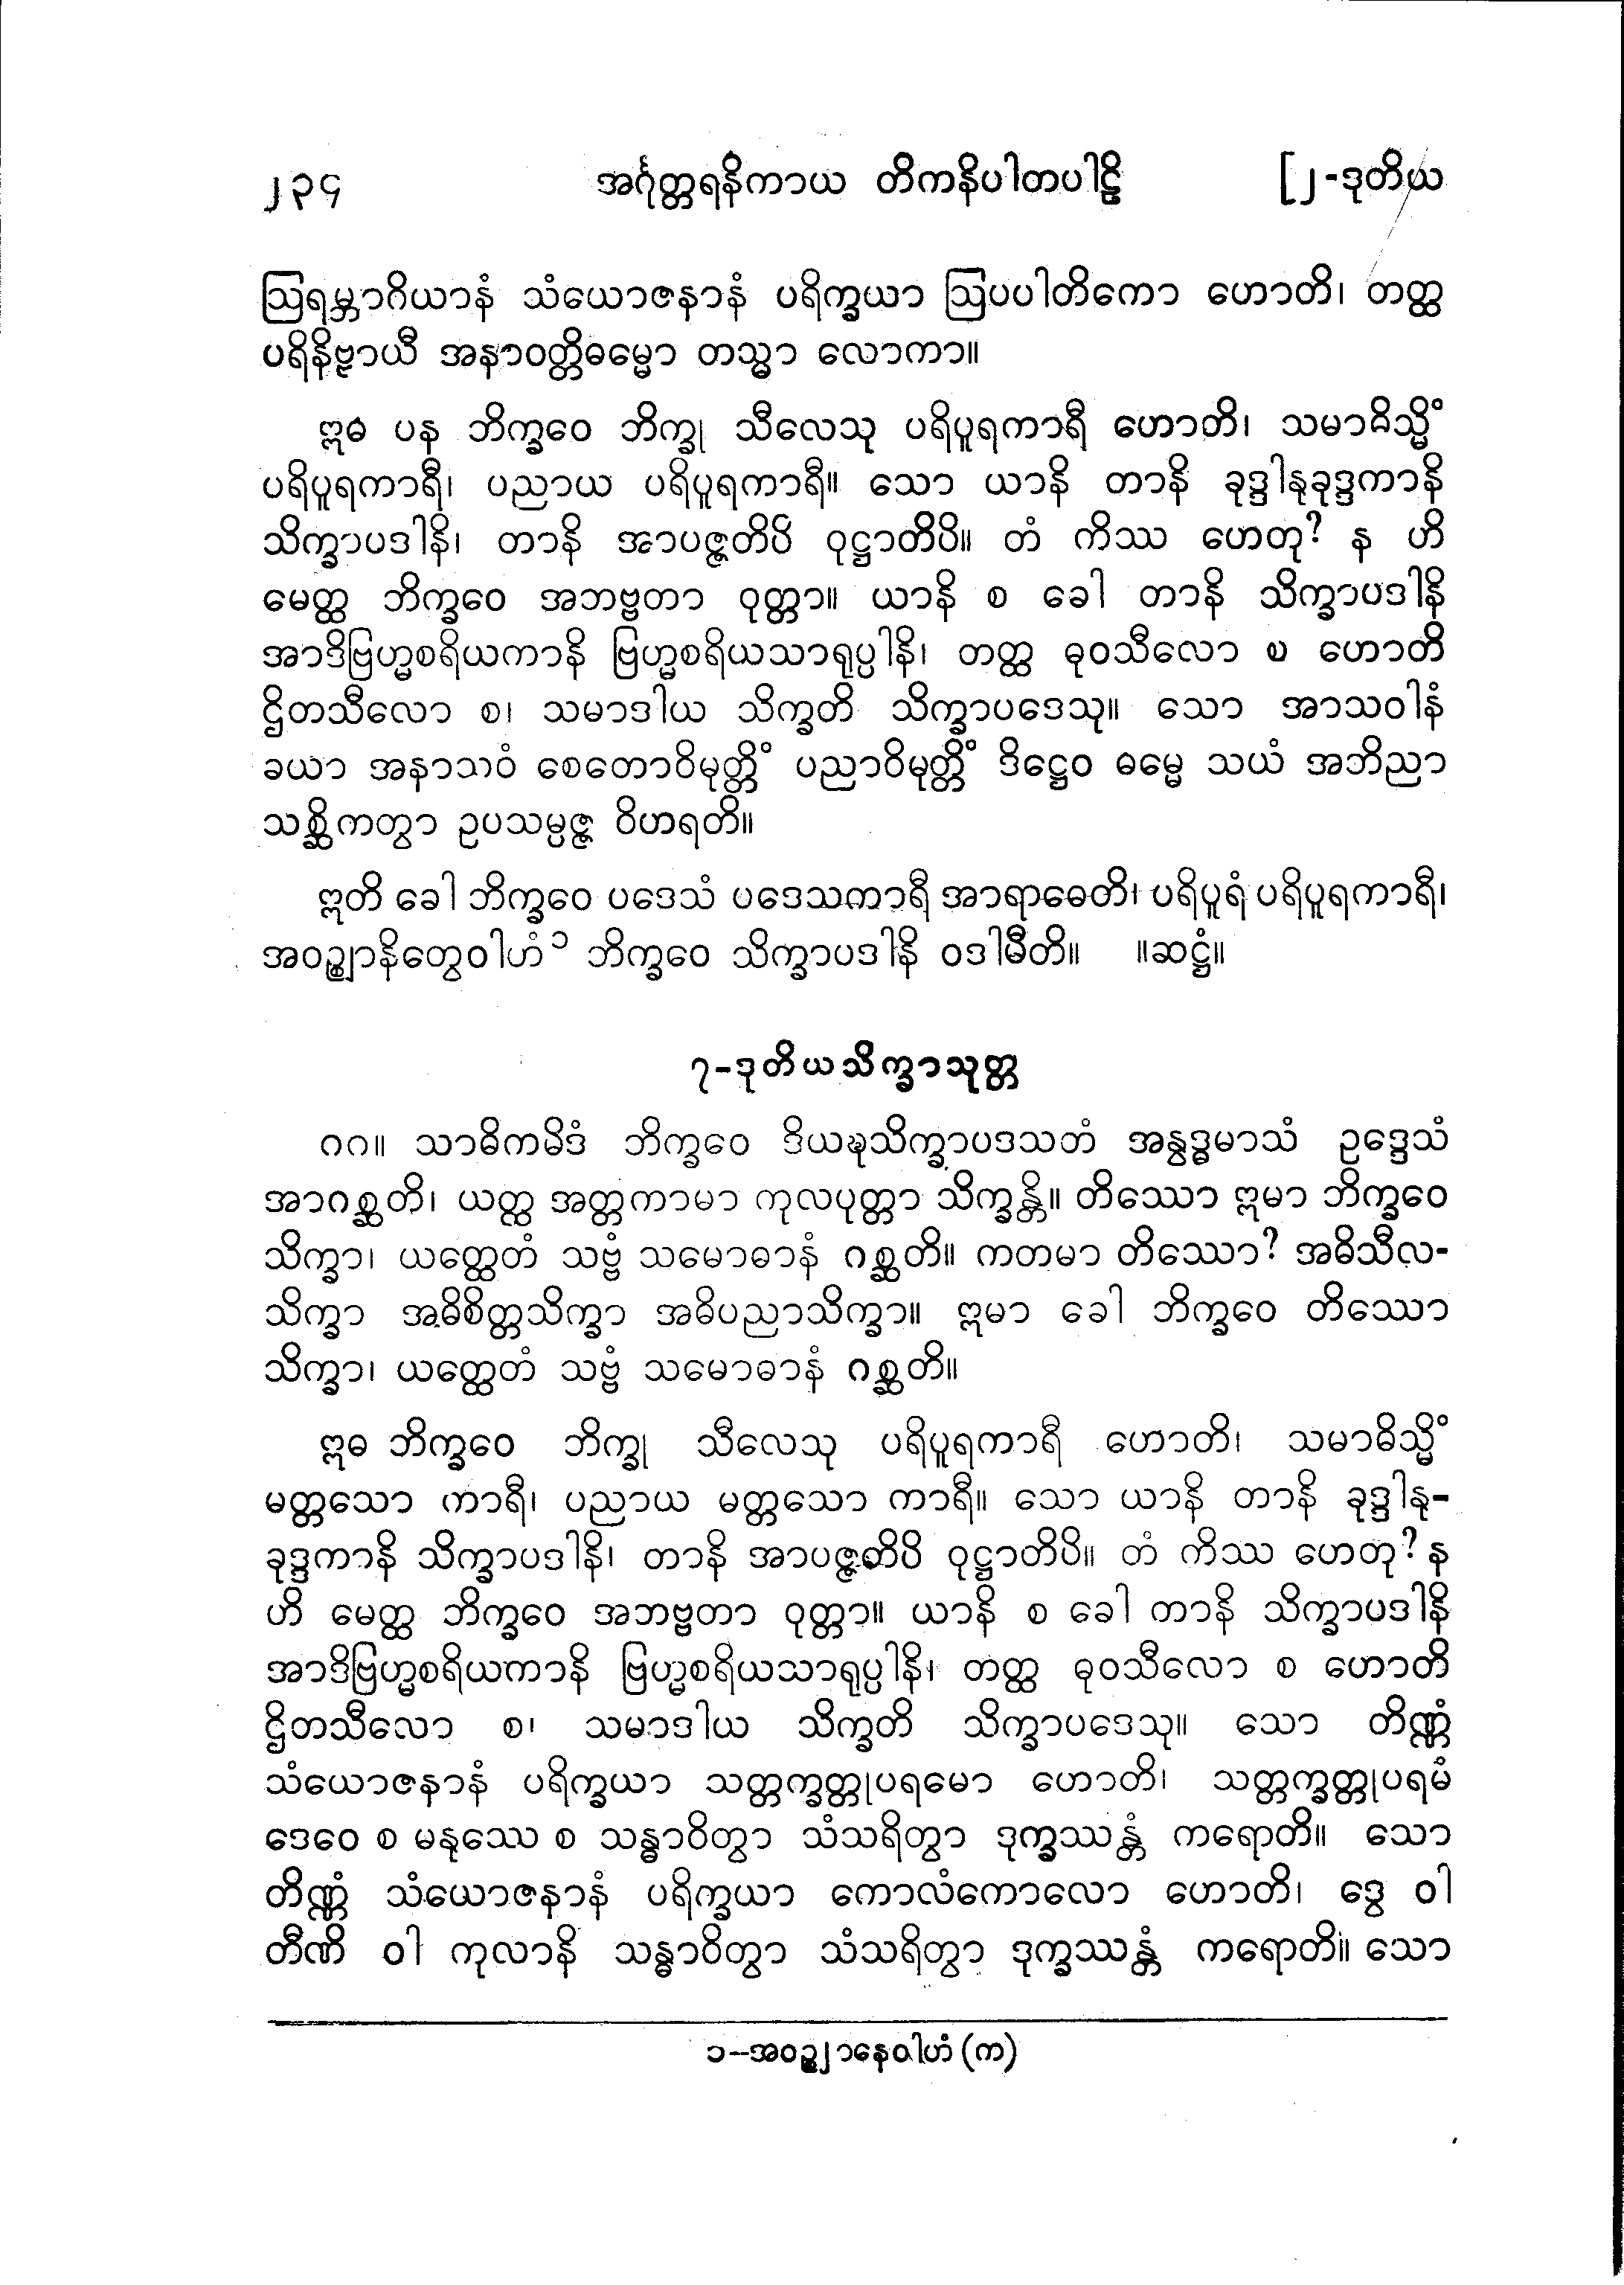 ၂၃၄ အင်္ဂုတ္တရနိကာယ တိကနိပါတပါဠိ [၂-ဒုတိယ
ဩရမ္ဘာဂိယာနံ သံယောဇနာနံ ပရိက္ခယာ ဩပပါတိကော ဟောတိ၊ တတ္ထ
ပရိနိဗ္ဗာယီ အနာဝတ္တိဓမ္မော တသ္မာ လောကာ။
ဣဓ ပန ဘိက္ခဝေ ဘိက္ခု သီလေသု ပရိပူရကာရီ ဟောတိ၊ သမာဓိသ္မိံ
ပရိပူရကာရီ၊ ပညာယ ပရိပူရကာရီ။ သော ယာနိ တာနိ ခုဒ္ဒါနုခုဒ္ဒကာနိ
သိက္ခာပဒါနိ၊ တာနိ အာပဇ္ဇတိပိ ဝုဋ္ဌာတိပိ။ တံ ကိဿ ဟေတု? န ဟိ
မေတ္ထ ဘိက္ခဝေ အဘဗ္ဗတာ ဝုတ္တာ။ ယာနိ စ ခေါ တာနိ သိက္ခာပဒါနိ
အာဒိဗြဟ္မစရိယကာနိ ဗြဟ္မစရိယသာရုပ္ပါနိ၊ တတ္ထ ဓုဝသီလော စ ဟောတိ
ဌိတသီလော စ၊ သမာဒါယ သိက္ခတိ သိက္ခာပဒေသု။ သော အာသဝါနံ
ခယာ အနာသဝံ စေတောဝိမုတ္တိံ ပညာဝိမုတ္တိံ ဒိဋ္ဌေဝ ဓမ္မေ သယံ အဘိညာ
သစ္ဆိကတွာ ဥပသမ္ပဇ္ဇ ဝိဟရတိ။
ဣတိ ခေါ ဘိက္ခဝေ ပဒေသံ ပဒေသကာရီ အာရာဓေတိ၊ ပရိပူရံ ပရိပူရကာရီ၊
အဝဉ္ဈာနိတွေဝါဟံ ၁ ဘိက္ခဝေ သိက္ခာပဒါနိ ဝဒါမီတိ။ ။ဆဋ္ဌံ။
၇-ဒုတိယသိက္ခာသုတ္တ
၈၈။ သာဓိကမိဒံ ဘိက္ခဝေ ဒိယဍ္ဎသိက္ခာပဒသတံ အနွဒ္ဓမာသံ ဥဒ္ဒေသံ
အာဂစ္ဆတိ၊ ယတ္ထ အတ္တကာမာ ကုလပုတ္တာ သိက္ခန္တိ။ တိဿော ဣမာ ဘိက္ခဝေ
သိက္ခာ၊ ယတ္ထေတံ သဗ္ဗံ သမောဓာနံ ဂစ္ဆတိ။ ကတမာ တိဿော? အဓိသီလ-
သိက္ခာ အဓိစိတ္တသိက္ခာ အဓိပညာသိက္ခာ။ ဣမာ ခေါ ဘိက္ခဝေ တိဿော
သိက္ခာ၊ ယတ္ထေတံ သဗ္ဗံ သမောဓာနံ ဂစ္ဆတိ။
ဣဓ ဘိက္ခဝေ ဘိက္ခု သီလေသု ပရိပူရကာရီ ဟောတိ၊ သမာဓိသ္မိံ
မတ္တသော ကာရီ၊ ပညာယ မတ္တသော ကာရီ။ သော ယာနိ တာနိ ခုဒ္ဒါနု-
ခုဒ္ဒကာနိ သိက္ခာပဒါနိ၊ တာနိ အာပဇ္ဇတိပိ ဝုဋ္ဌာတိပိ။ တံ ကိဿ ဟေတု? န
ဟိ မေတ္ထ ဘိက္ခဝေ အဘဗ္ဗတာ ဝုတ္တာ။ ယာနိ စ ခေါ တာနိ သိက္ခာပဒါနိ
အာဒိဗြဟ္မစရိယကာနိ ဗြဟ္မစရိယသာရုပ္ပါနိ၊ တတ္ထ ဓုဝသီလော စ ဟောတိ
ဌိတသီလော စ၊ သမာဒါယ သိက္ခတိ သိက္ခာပဒေသု။ သော တိဏ္ဏံ
သံယောဇနာနံ ပရိက္ခယာ သတ္တက္ခတ္တုပရမော ဟောတိ၊ သတ္တက္ခတ္တုပရမံ
ဒေဝေ စ မနုဿေ စ သန္ဓာဝိတွာ သံသရိတွာ ဒုက္ခဿန္တံ ကရောတိ။ သော
တိဏ္ဏံ သံယောဇနာနံ ပရိက္ခယာ ကောလံကောလော ဟောတိ၊ ဒွေ ဝါ
တီဏိ ဝါ ကုလာနိ သန္ဓာဝိတွာ သံသရိတွာ ဒုက္ခဿန္တံ ကရောတိ။ သော
၁-အဝဉ္ဈာနေဝါဟံ (က)